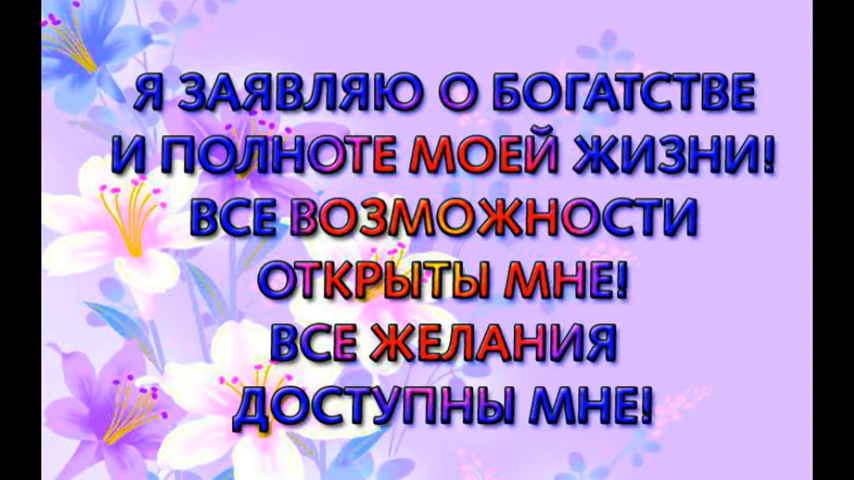 Я ЗАЯВЛЯЮ О БОГАТСТВЕ
И ПОЛНОТЕ МОЕЙ ЖИЗНИ!
ВСЕ ВОЗМОЖНОСТИ
ОТКРЫТЫ МНЕ!
ВСЕ ЖЕЛАНИЯ
ДОСТУПНЫ МНЕ!